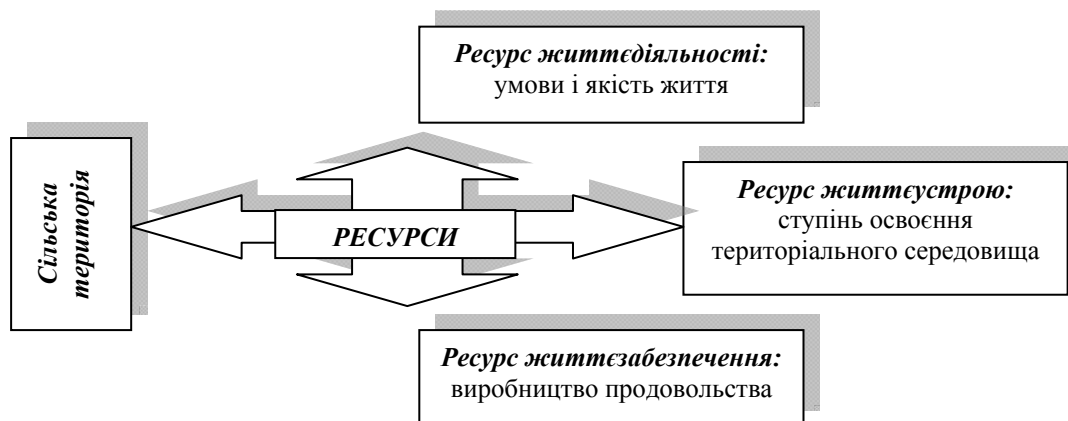 Ресурс життєдіяльності:
умови і якість життя
Сільська
територія
РЕСУРСИ
Ресурс життєустрою:
ступінь освоєння
територіального середовища
Ресурс життєзабезпечення:
виробництво продовольства